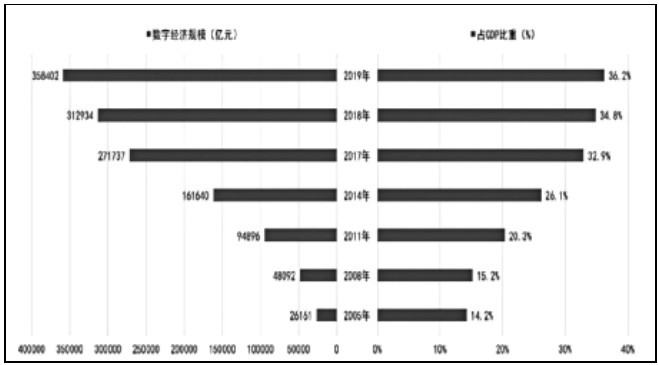 ■数字经济规模（亿元） ■占GDP比重（%）
358402 2019年 36.2%
312934 2018年 34.8%
271737 2017年 32.9%
161640 2014年 26.1%
94896 2011年 20.3%
48092 2008年 15.2%
26161 2005年 14.2%
400000 350000 300000 250000 200000 150000 100000 50000 0 0% 10% 20% 30% 40%